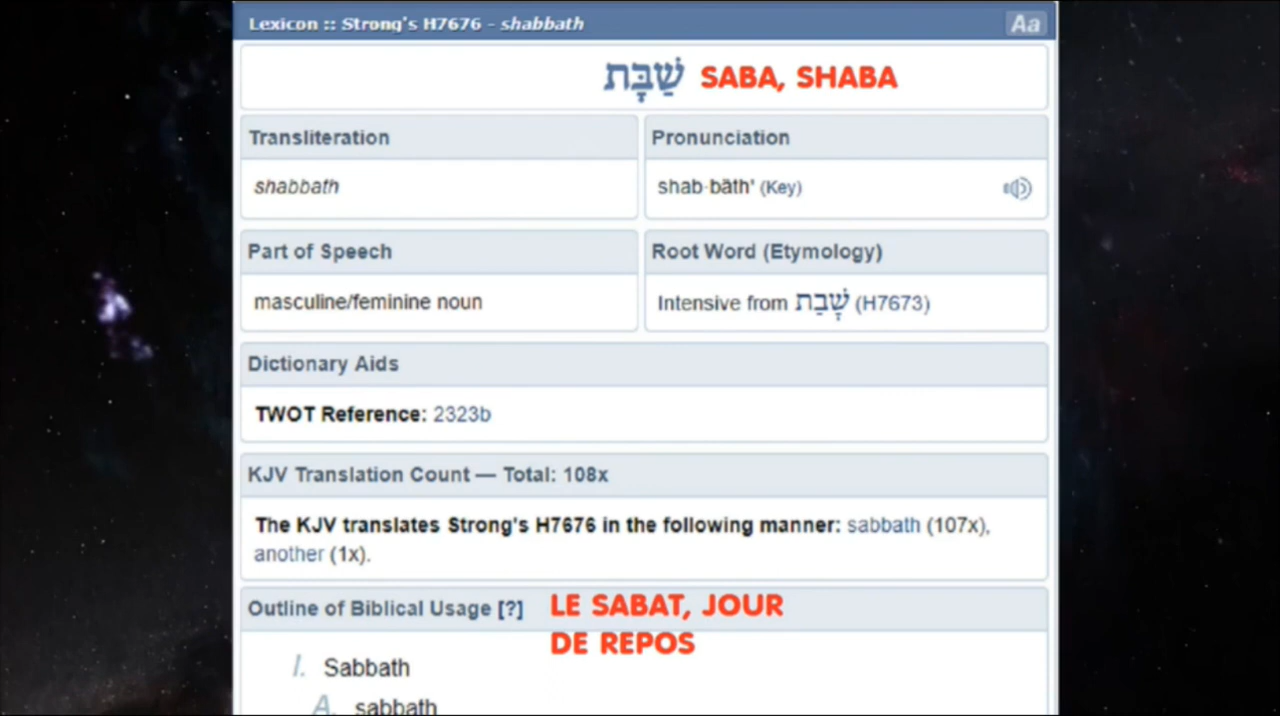 Lexicon :: Strong's H7676 - shabbath Aa
שַׁבָּת SABA, SHABA
Transliteration
shabbath
Pronunciation
shab·bäth' (Key)
Part of Speech
masculine/feminine noun
Root Word (Etymology)
Intensive from שָׁבַת (H7673)
Dictionary Aids
TWOT Reference: 2323b
KJV Translation Count — Total: 108x
The KJV translates Strong's H7676 in the following manner: sabbath (107x),
another (1x).
Outline of Biblical Usage [?] LE SABAT, JOUR
DE REPOS
I. Sabbath
A. sabbath